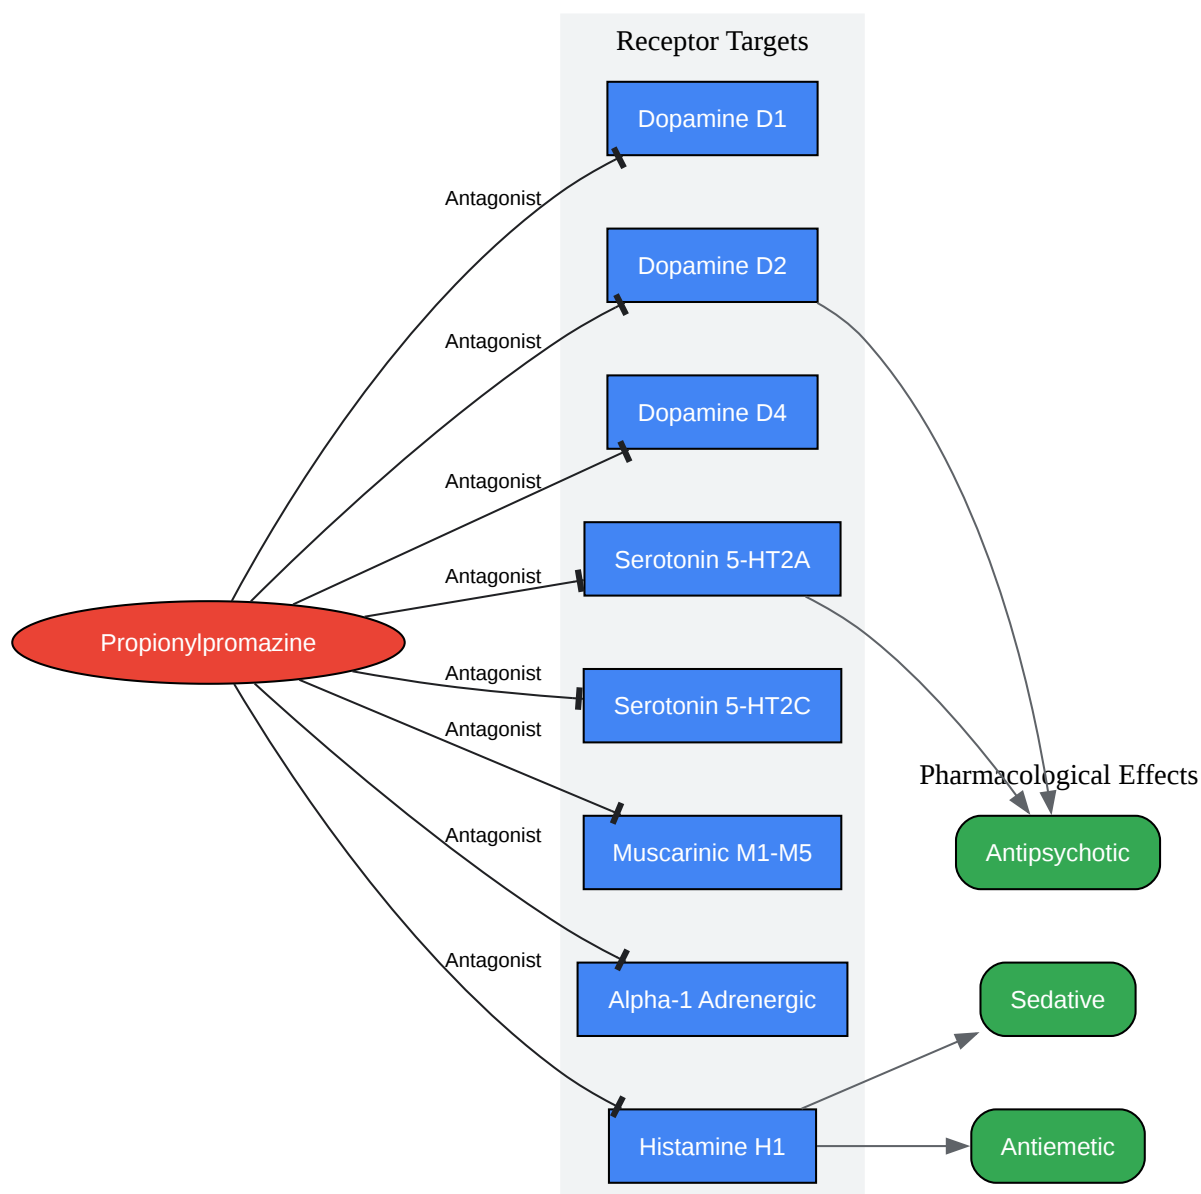 Receptor Targets
Dopamine D1
Antagonist
Dopamine D2
Antagonist
Dopamine D4
Antagonist
Serotonin 5-HT2A
Antagonist
Propionylpromazine
Antagonist
Serotonin 5-HT2C
Antagonist
Pharmacological Effects
Antagonist
Muscarinic M1-M5
Antipsychotic
Antagonist
Alpha-1 Adrenergic
Sedative
Histamine H1
Antiemetic